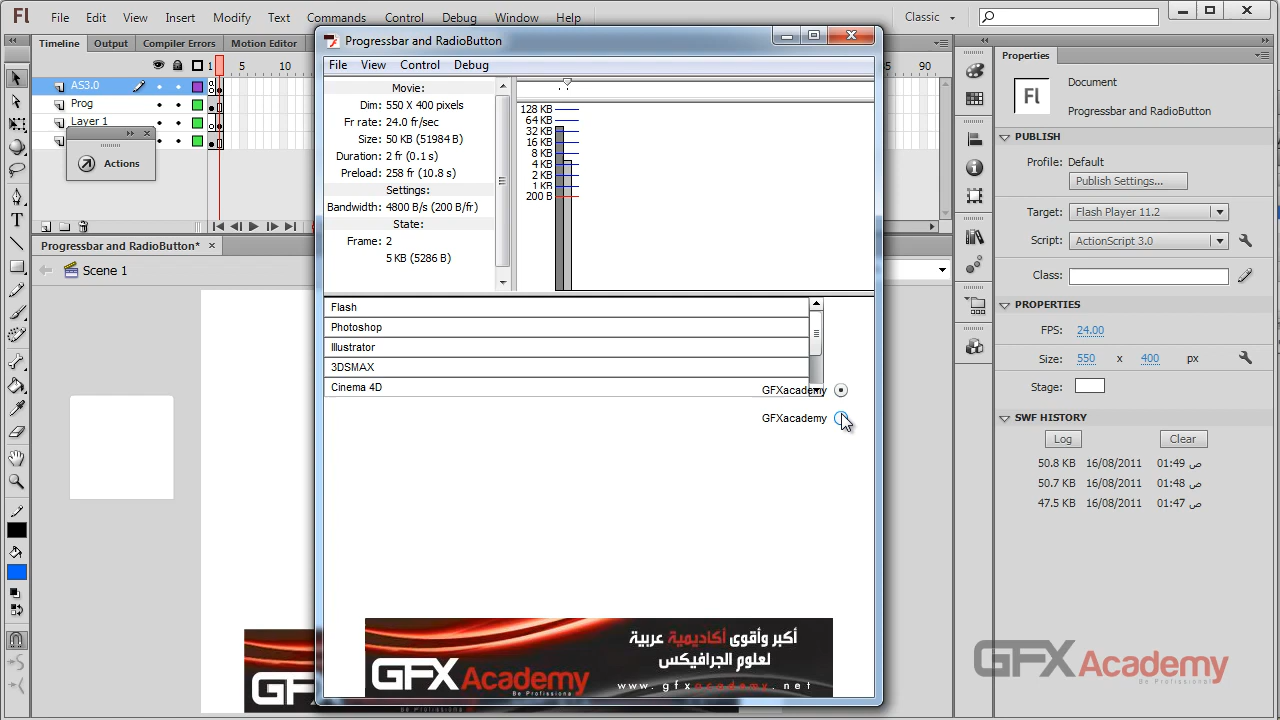 Fl File Edit View Insert Modify Text Commands Control Debug Window Help Classic
Timeline Output Compiler Errors Motion Editor
1 5 10 90 95
AS3.0
Prog
Layer 1
Actions
Progressbar and RadioButton*
Scene 1
Progressbar and RadioButton
File View Control Debug
Movie:
Dim: 550 X 400 pixels
Fr rate: 24.0 fr/sec
Size: 50 KB (51984 B)
Duration: 2 fr (0.1 s)
Preload: 258 fr (10.8 s)
Settings:
Bandwidth: 4800 B/s (200 B/fr)
State:
Frame: 2
5 KB (5286 B)
128 KB
64 KB
32 KB
16 KB
8 KB
4 KB
2 KB
1 KB
200 B
Flash
Photoshop
Illustrator
3DSMAX
Cinema 4D
GFXacademy
GFXacademy
أكبر وأقوى أكاديمية عربية
لعلوم الجرافيكس
GFX Academy
Be Professional
www.gfxacademy.net
GFX
Properties
Fl
Document
Progressbar and RadioButton
PUBLISH
Profile: Default
Publish Settings...
Target: Flash Player 11.2
Script: ActionScript 3.0
Class:
PROPERTIES
FPS: 24.00
Size: 550 x 400 px
Stage:
SWF HISTORY
Log Clear
50.8 KB 16/08/2011 01:49 ص
50.7 KB 16/08/2011 01:48 ص
47.5 KB 16/08/2011 01:47 ص
GFX Academy
Be Professional